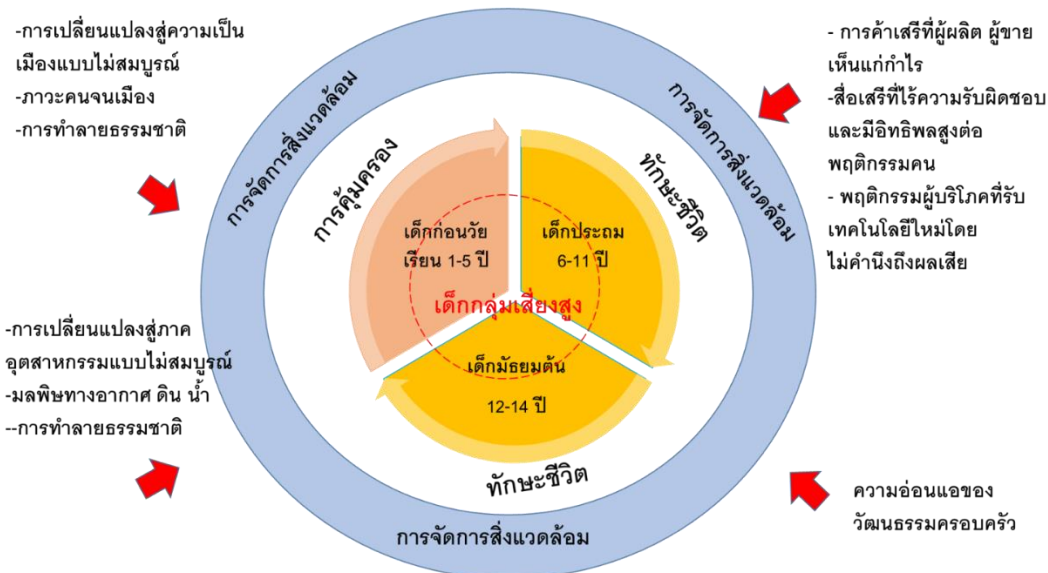 -การเปลี่ยนแปลงสู่ความเป็น
เมืองแบบไม่สมบูรณ์
-ภาวะคนจนเมือง
-การทำลายธรรมชาติ
- การค้าเสรีที่ผู้ผลิต ผู้ขาย
เห็นแก่กำไร
-สื่อเสรีที่ไร้ความรับผิดชอบ
และมีอิทธิพลสูงต่อ
พฤติกรรมคน
- พฤติกรรมผู้บริโภคที่รับ
เทคโนโลยีใหม่โดย
ไม่คำนึงถึงผลเสีย
การจัดการสิ่งแวดล้อม
การจัดการสิ่งแวดล้อม
การคุ้มครอง
ทักษะชีวิต
เด็กก่อนวัย
เรียน 1-5 ปี
เด็กประถม
6-11 ปี
เด็กกลุ่มเสี่ยงสูง
เด็กมัธยมต้น
12-14 ปี
ทักษะชีวิต
การจัดการสิ่งแวดล้อม
-การเปลี่ยนแปลงสู่ภาค
อุตสาหกรรมแบบไม่สมบูรณ์
-มลพิษทางอากาศ ดิน น้ำ
--การทำลายธรรมชาติ
ความอ่อนแอของ
วัฒนธรรมครอบครัว